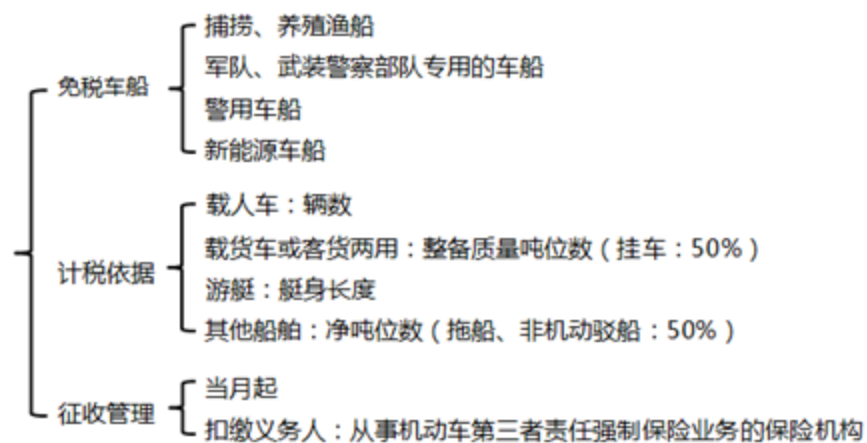 免税车船
捕捞、养殖渔船
军队、武装警察部队专用的车船
警用车船
新能源车船
计税依据
载人车：辆数
载货车或客货两用：整备质量吨位数（挂车：50%）
游艇：艇身长度
其他船舶：净吨位数（拖船、非机动驳船：50%）
征收管理
当月起
扣缴义务人：从事机动车第三者责任强制保险业务的保险机构